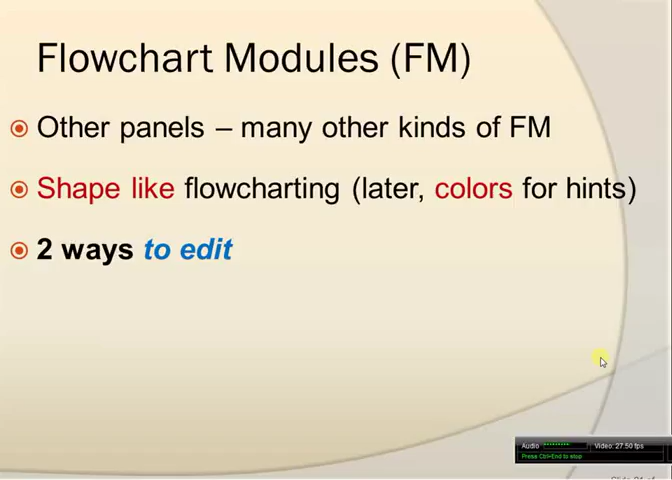 Flowchart Modules (FM)
Other panels – many other kinds of FM
Shape like flowcharting (later, colors for hints)
2 ways to edit
Audio Video: 27.50 fps
Press Ctrl+End to stop